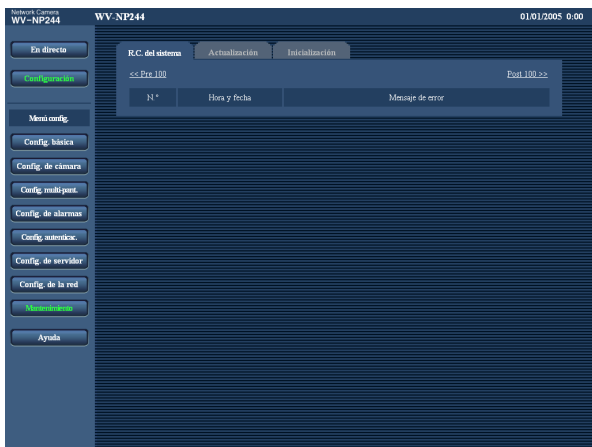 Network Camera
WV-NP244
WV-NP244
01/01/2005 0:00
En directo
Configuración
Menú config.
Config. básica
Config. de cámara
Config. multi-pant.
Config. de alarmas
Config. autenticac.
Config. de servidor
Config. de la red
Mantenimiento
Ayuda
R.C. del sistema
Actualización
Inicialización
<< Pre 100
Post 100 >>
N.°
Hora y fecha
Mensaje de error